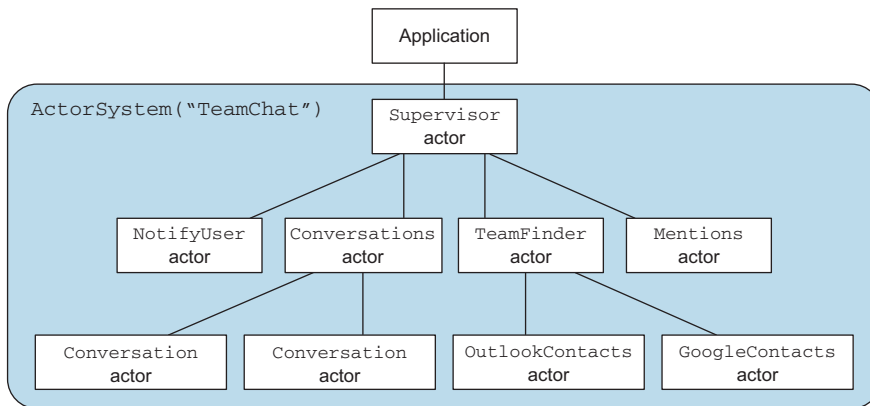 Application
ActorSystem(“TeamChat”)
Supervisor
actor
NotifyUser
actor
Conversations
actor
TeamFinder
actor
Mentions
actor
Conversation
actor
Conversation
actor
OutlookContacts
actor
GoogleContacts
actor